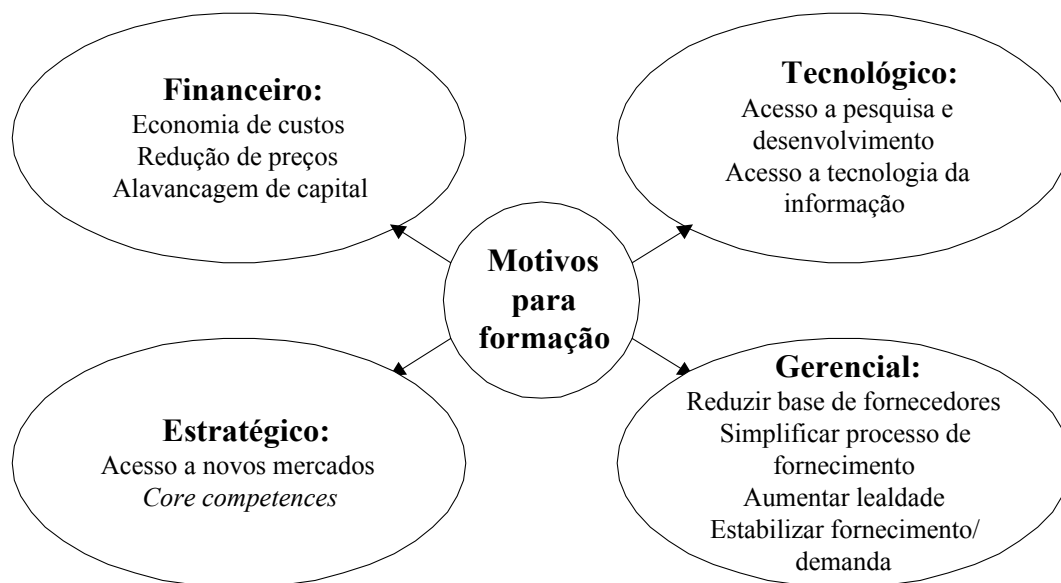 Financeiro:
Economia de custos
Redução de preços
Alavancagem de capital
Tecnológico:
Acesso a pesquisa e
desenvolvimento
Acesso a tecnologia da
informação
Motivos
para
formação
Estratégico:
Acesso a novos mercados
Core competences
Gerencial:
Reduzir base de fornecedores
Simplificar processo de
fornecimento
Aumentar lealdade
Estabilizar fornecimento/
demanda